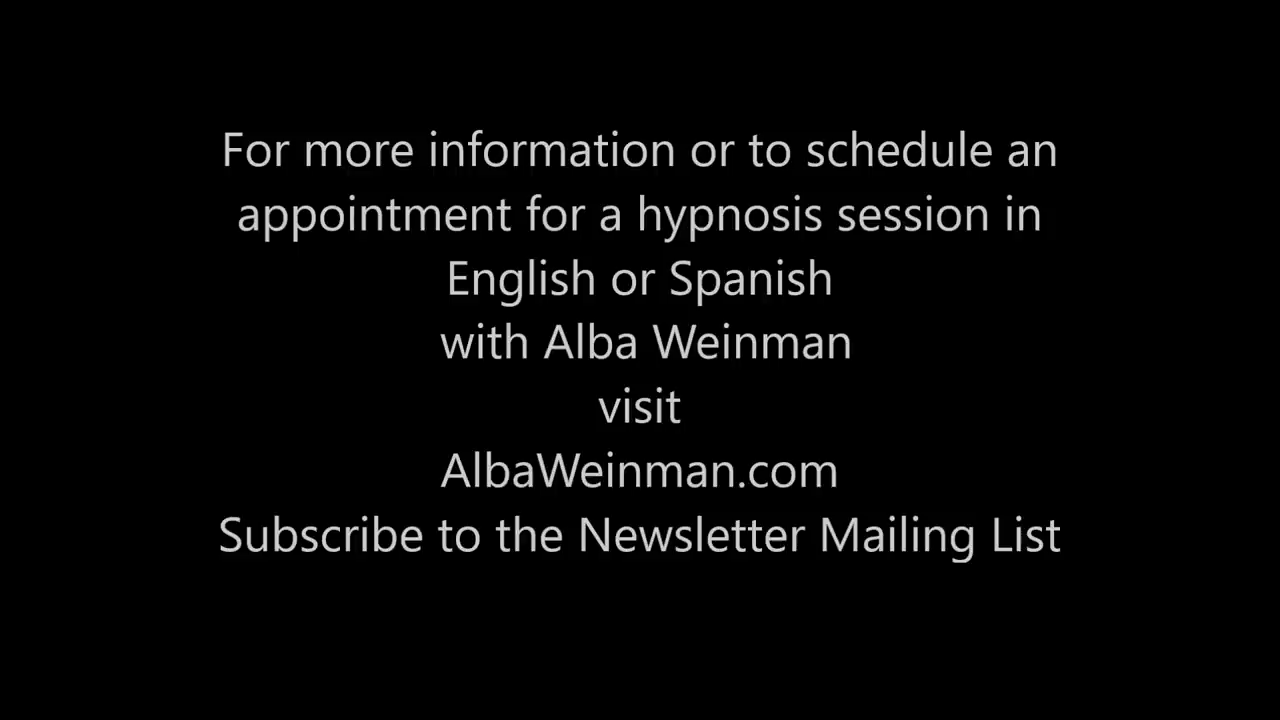 For more information or to schedule an
appointment for a hypnosis session in
English or Spanish
with Alba Weinman
visit
AlbaWeinman.com
Subscribe to the Newsletter Mailing List